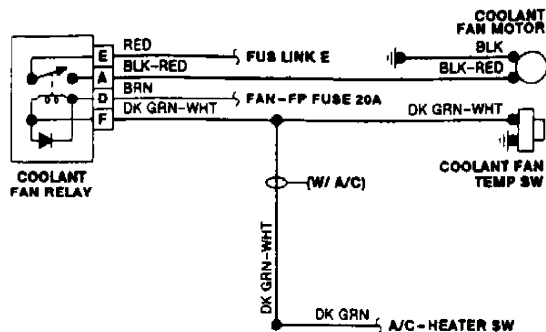 COOLANT
FAN MOTOR
E RED
FUS LINK E
BLK
A BLK-RED
BLK-RED
D BRN
FAN-FP FUSE 20A
F DK GRN-WHT
DK GRN-WHT
COOLANT
FAN RELAY
COOLANT FAN
TEMP SW
(W/ A/C)
DK GRN-WHT
DK GRN
A/C-HEATER SW